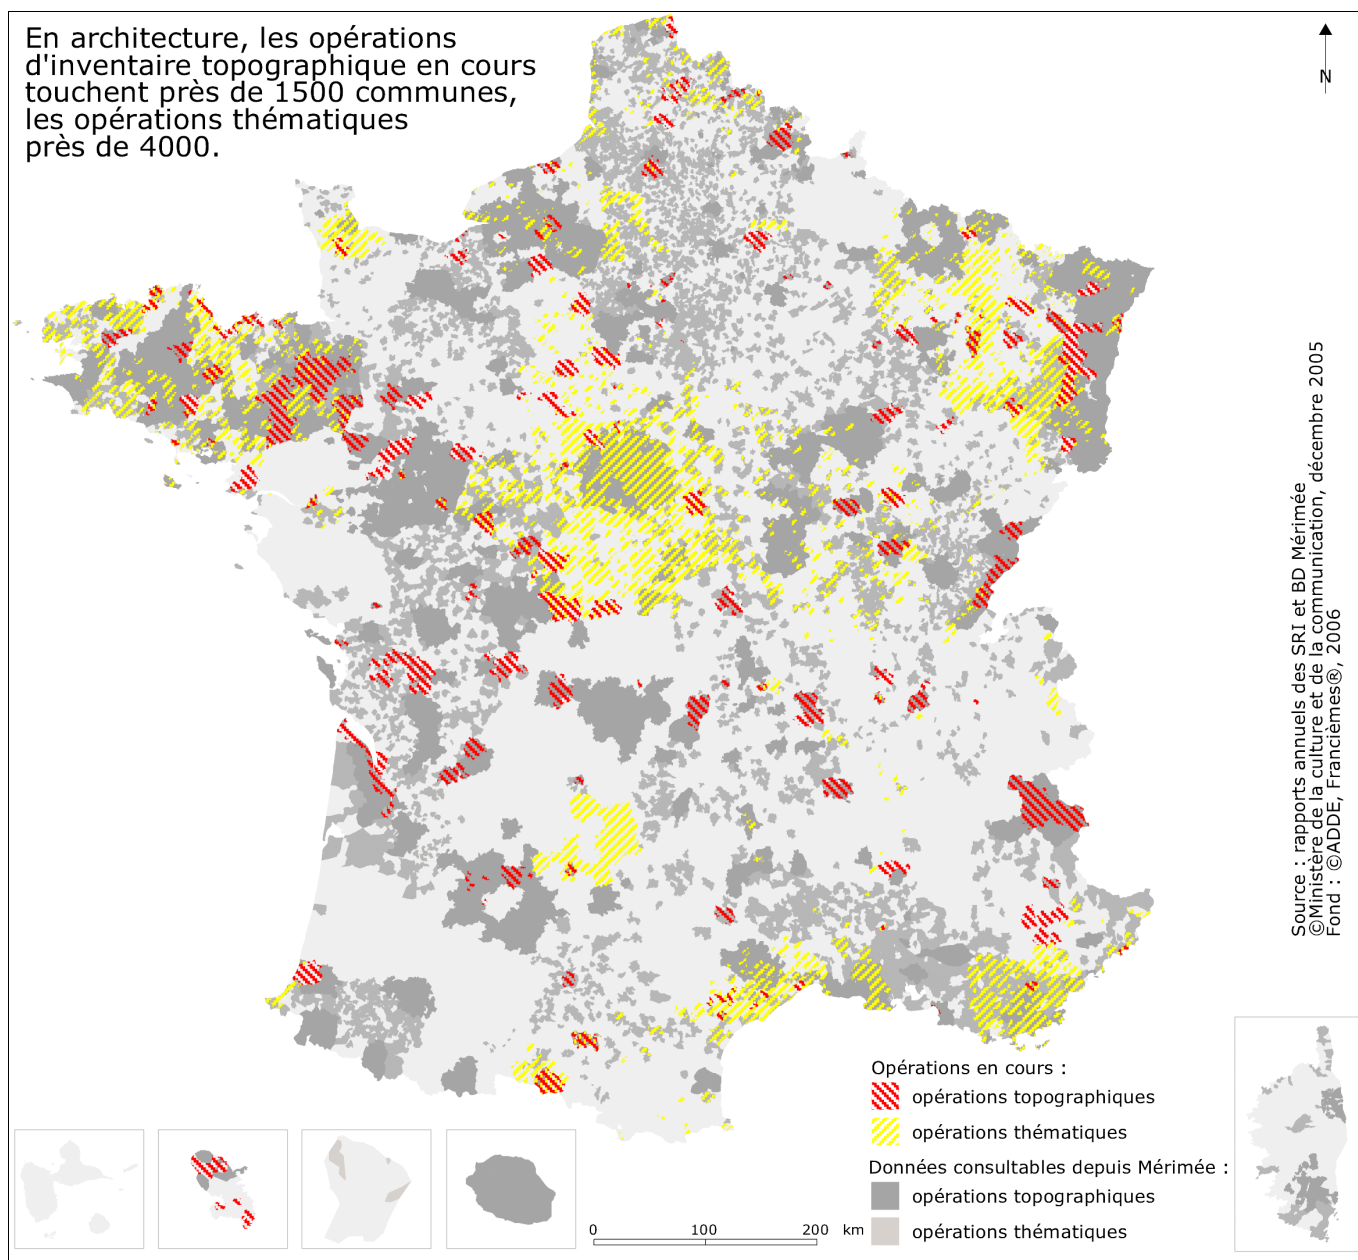 En architecture, les opérations
d'inventaire topographique en cours
touchent près de 1500 communes,
les opérations thématiques
près de 4000.
N
Source : rapports annuels des SRI et BD Mérimée
©Ministère de la culture et de la communication, décembre 2005
Fond : ©ADDE, Francièmes®, 2006
Opérations en cours :
opérations topographiques
opérations thématiques
Données consultables depuis Mérimée :
opérations topographiques
opérations thématiques
0 100 200 km